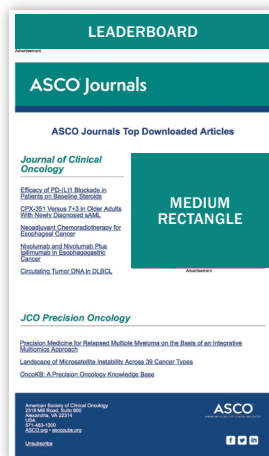 LEADERBOARD
Advertisement
ASCO Journals
ASCO Journals Top Downloaded Articles
Journal of Clinical
Oncology
Efficacy of PD-(L)1 Blockade in
Patients on Baseline Steroids
CPX-351 Versus 7+3 in Older Adults
With Newly Diagnosed sAML
Neoadjuvant Chemoradiotherapy for
Esophageal Cancer
Nivolumab and Nivolumab Plus
Ipilimumab in Esophagogastric
Cancer
Circulating Tumor DNA in DLBCL
MEDIUM
RECTANGLE
Advertisement
JCO Precision Oncology
Precision Medicine for Relapsed Multiple Myeloma on the Basis of an Integrative
Multiomics Approach
Landscape of Microsatellite Instability Across 39 Cancer Types
OncoKB: A Precision Oncology Knowledge Base
American Society of Clinical Oncology
2318 Mill Road, Suite 800
Alexandria, VA 22314
USA
571-483-1300
ASCO.org • ascopubs.org
Unsubscribe
ASCO